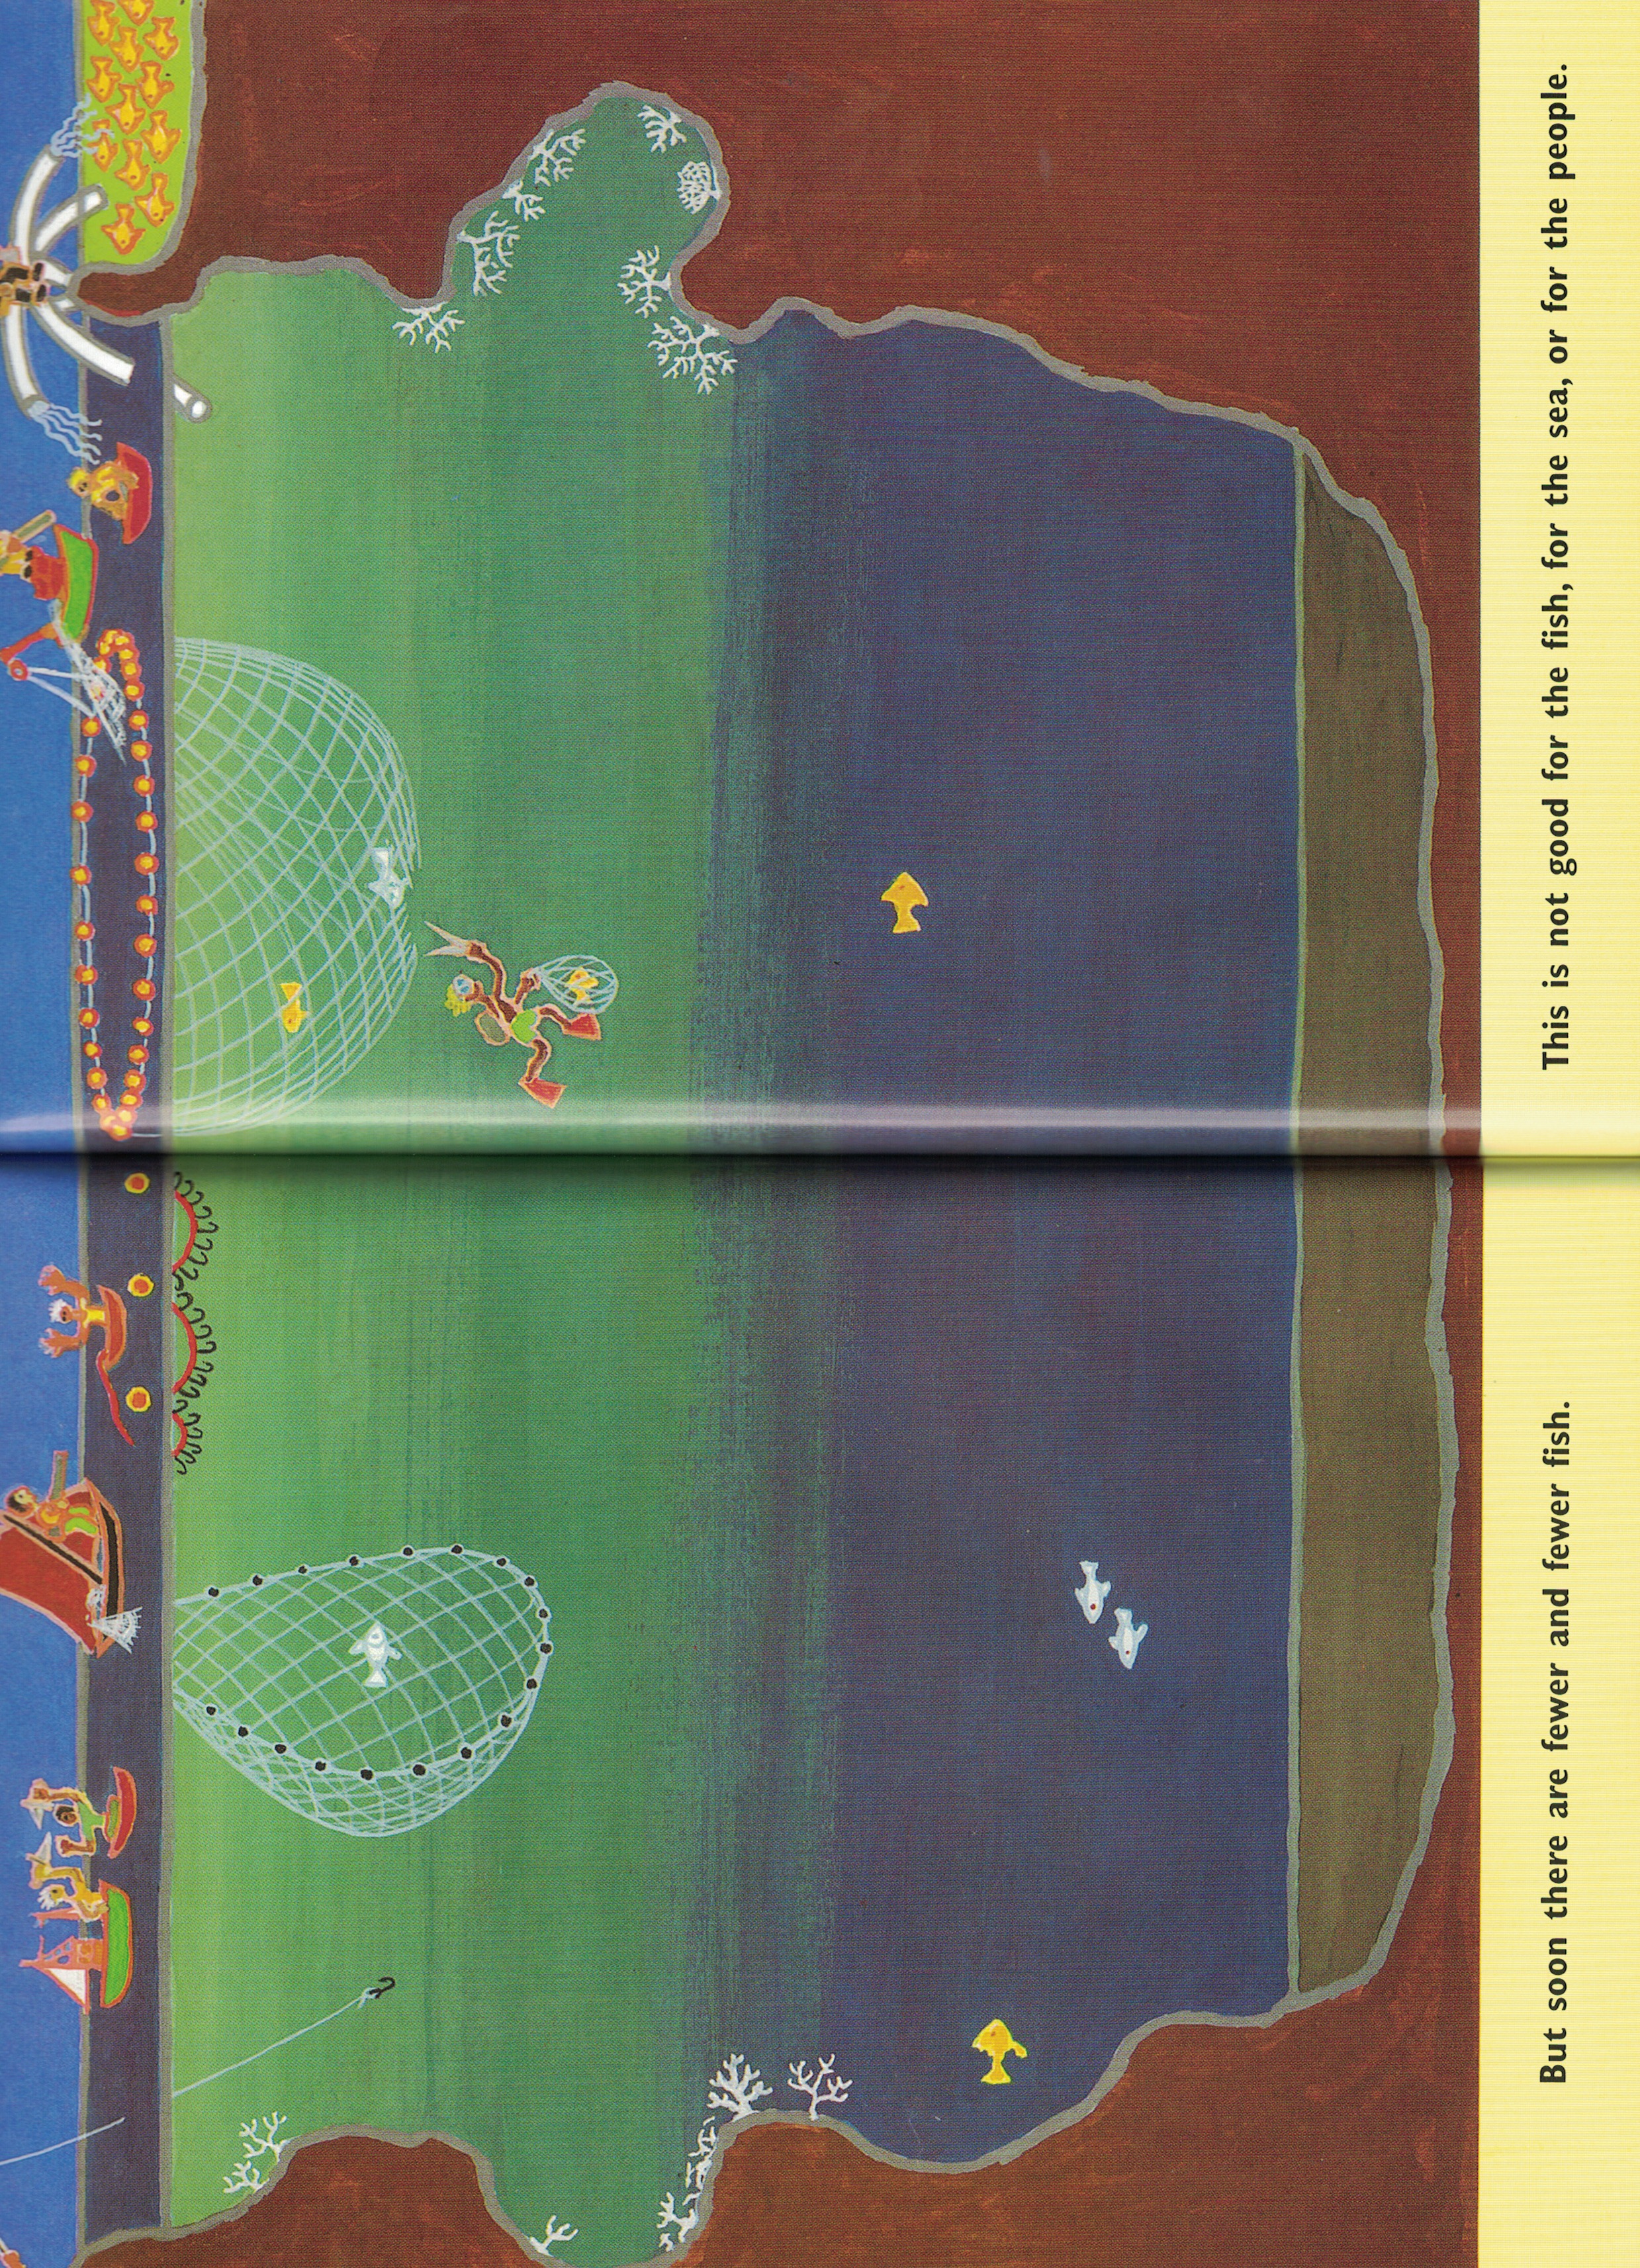 But soon there are fewer and fewer fish.
This is not good for the fish, for the sea, or for the people.